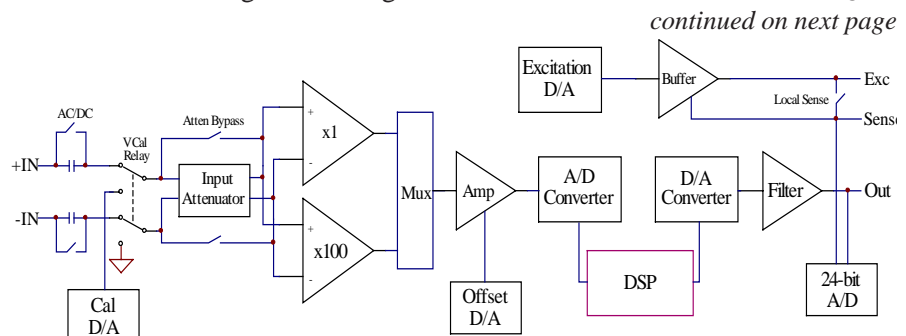 continued on next page
Excitation
D/A
Buffer
Exc
Local Sense
Sense
AC/DC
VCal
Relay
Atten Bypass
+
x1
-
+IN
Input
Attenuator
Mux
Amp
A/D
Converter
D/A
Converter
Filter
Out
-IN
+
x100
-
DSP
24-bit
A/D
Offset
D/A
Cal
D/A